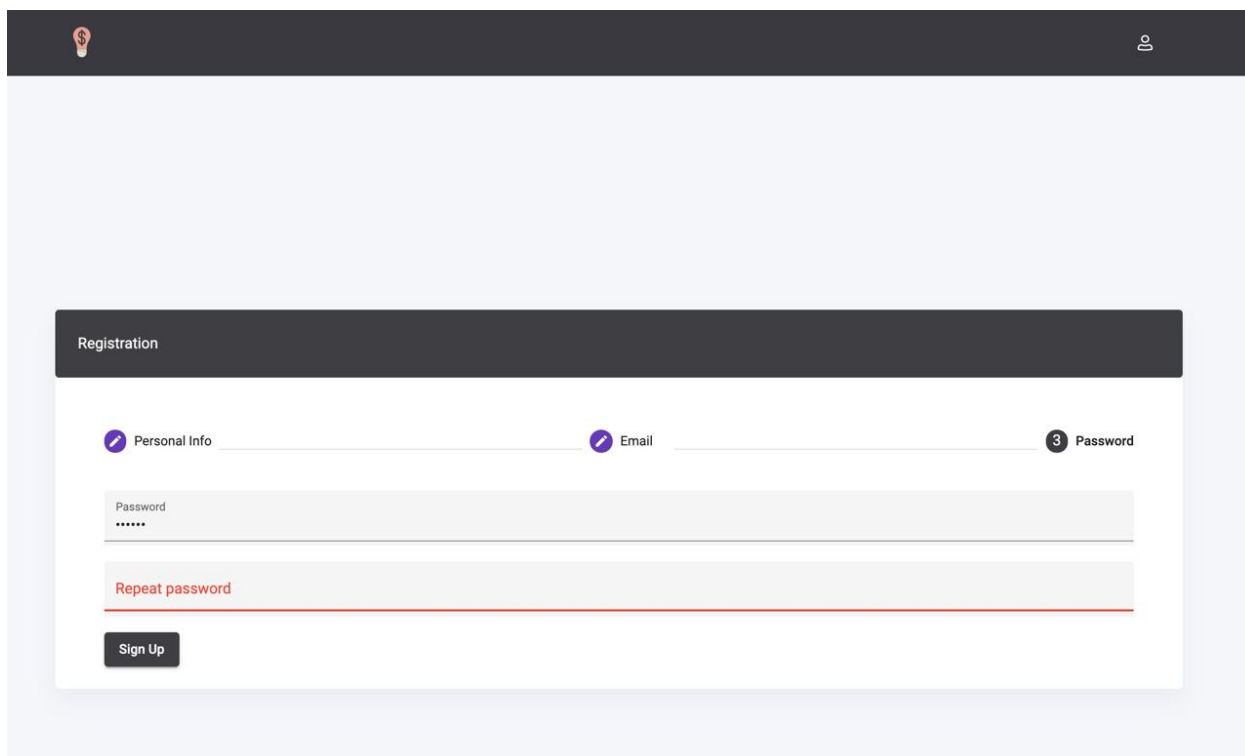 $
Registration
Personal Info
Email
3 Password
Password
••••••
Repeat password
Sign Up